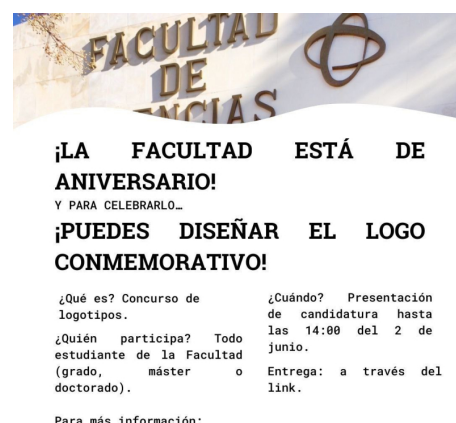 FACULTAD
DE
CIENCIAS
¡LA FACULTAD ESTÁ DE
ANIVERSARIO!
Y PARA CELEBRARLO…
¡PUEDES DISEÑAR EL LOGO
CONMEMORATIVO!
¿Qué es? Concurso de
logotipos.
¿Quién participa? Todo
estudiante de la Facultad
(grado, máster o
doctorado).
¿Cuándo? Presentación
de candidatura hasta
las 14:00 del 2 de
junio.
Entrega: a través del
link.
Para más información: